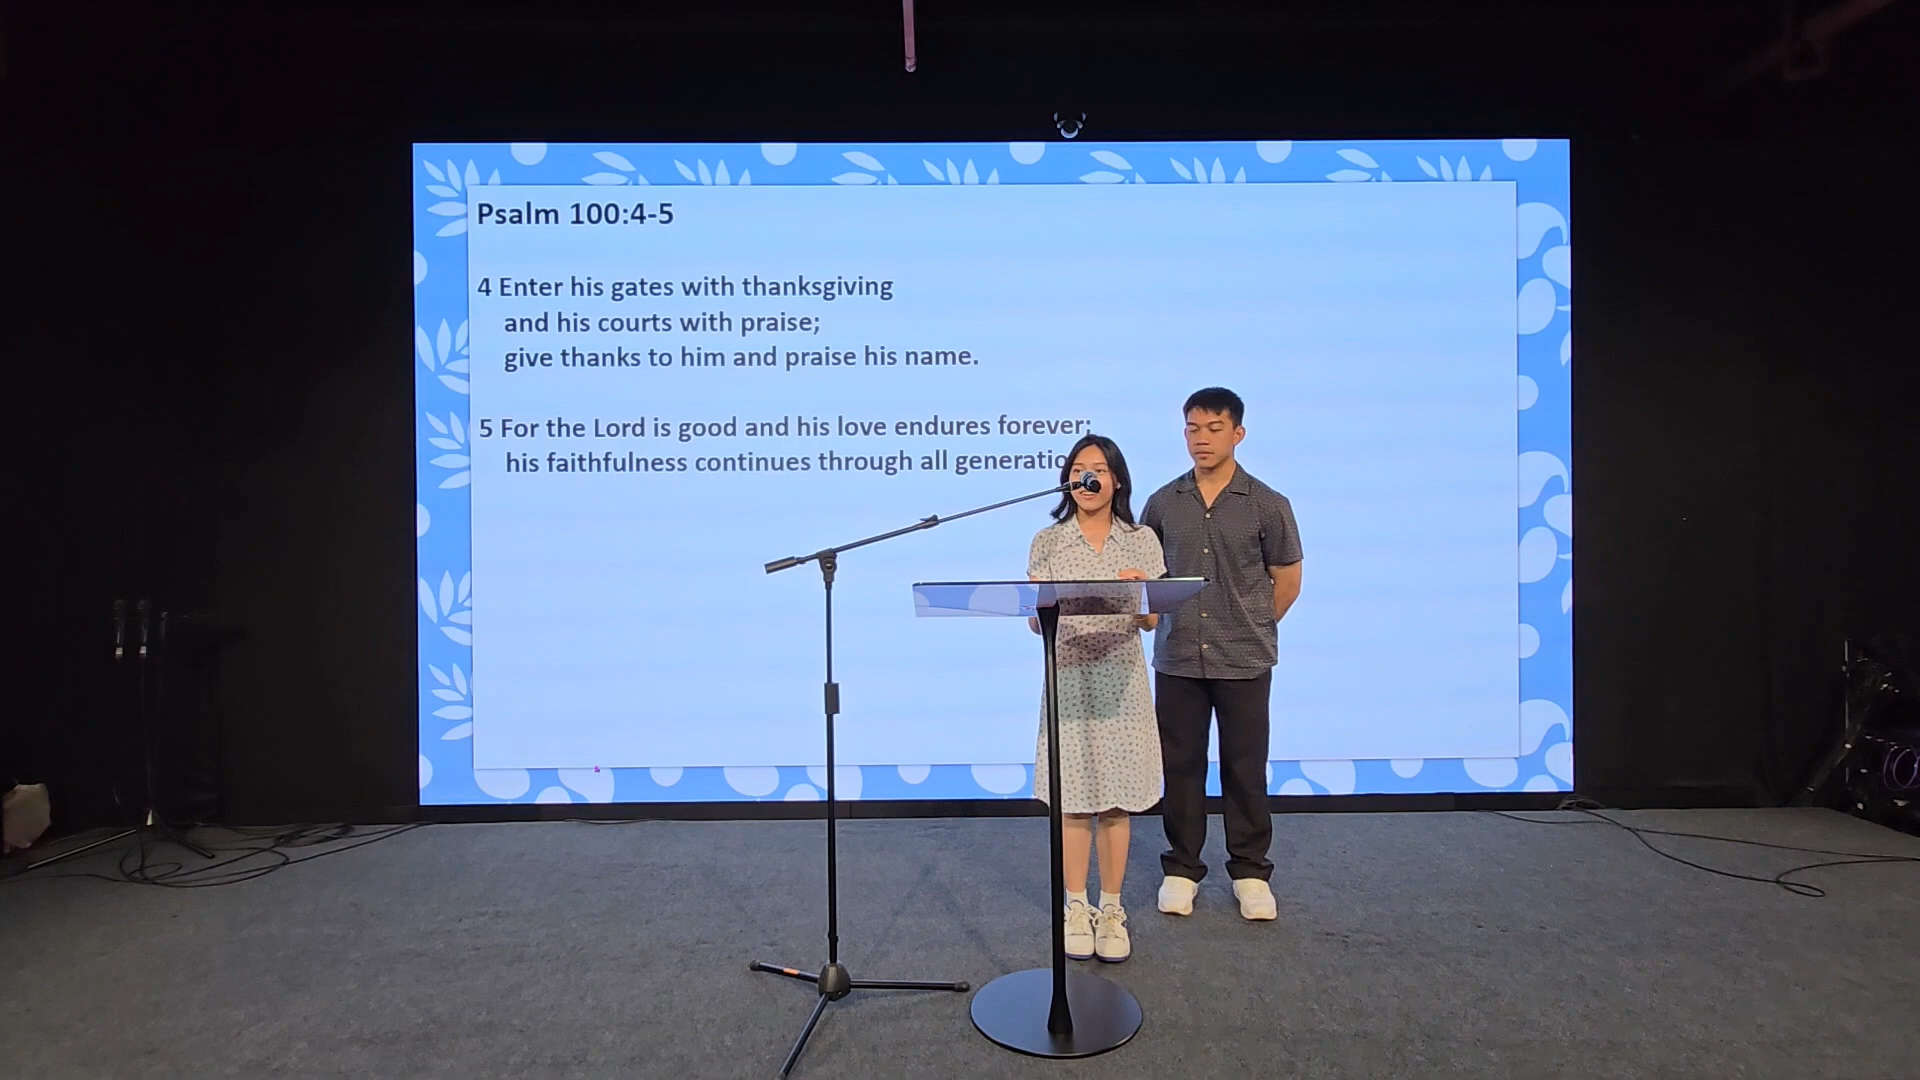 Psalm 100:4-5
4 Enter his gates with thanksgiving
and his courts with praise;
give thanks to him and praise his name.
5 For the Lord is good and his love endures forever;
his faithfulness continues through all